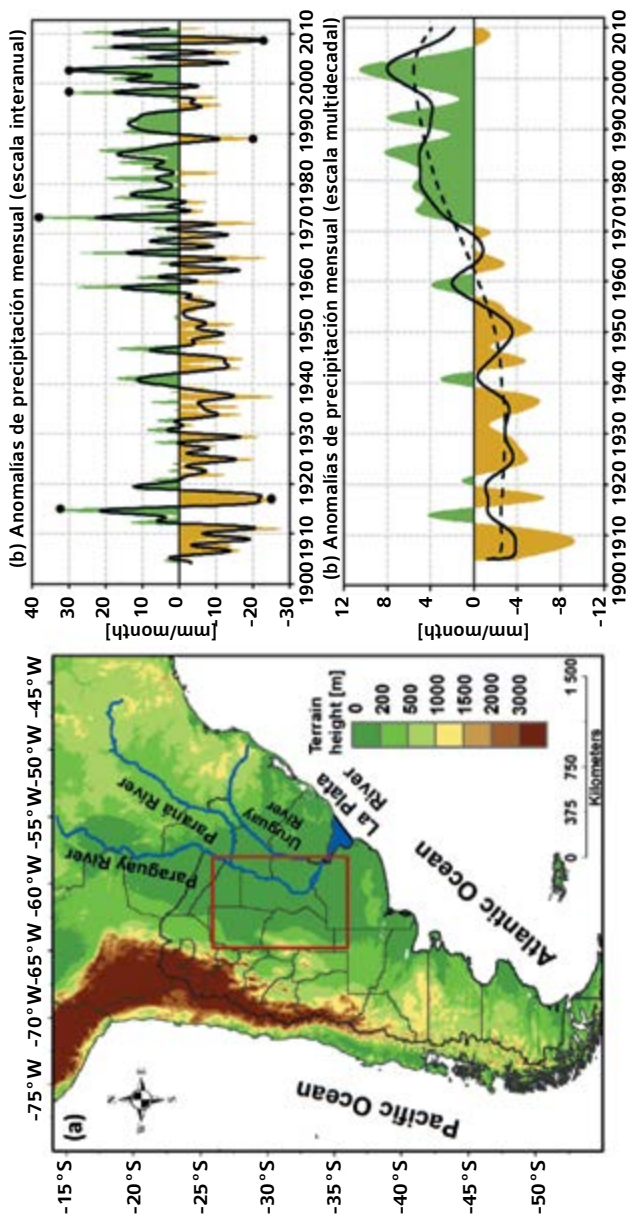 (a)
-75°W -70°W -65°W -60°W -55°W -50°W -45°W
-15°S
-20°S
-25°S
-30°S
-35°S
-40°S
-45°S
-50°S
Paraguay River
Paraná River
Uruguay
River
La Plata
River
Pacific Ocean
Atlantic Ocean
N
E
S
Terrain
height [m]
0
200
500
1000
1500
2000
3000
0 375 750 1 500
Kilometers
(b) Anomalías de precipitación mensual (escala interanual)
[mm/month]
40
30
20
10
0
-10
-20
-30
1900 1910 1920 1930 1940 1950 1960 1970 1980 1990 2000 2010
(b) Anomalías de precipitación mensual (escala multidecadal)
[mm/month]
12
8
4
0
-4
-8
-12
1900 1910 1920 1930 1940 1950 1960 1970 1980 1990 2000 2010